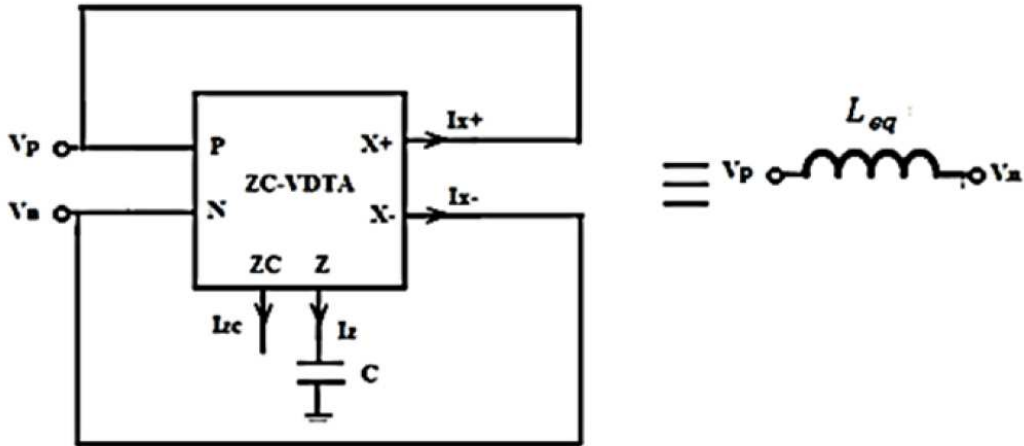 Ix+
Vp
P
X+
ZC-VDTA
Vn
N
X-
Ix-
ZC
Z
Izc
Iz
C
Leq
Vp
Vn